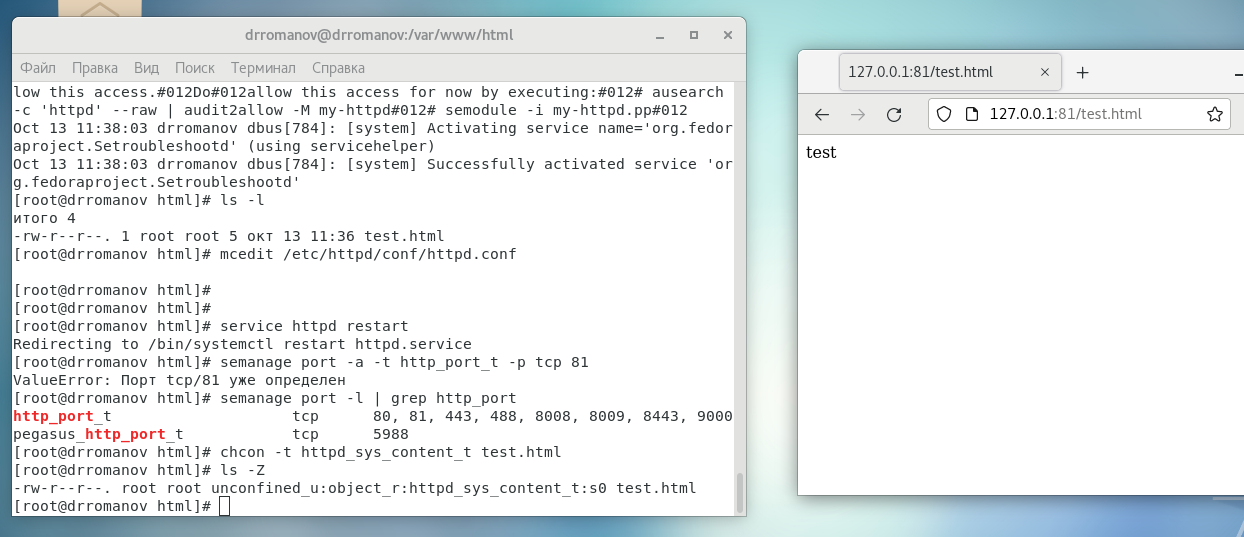 drromanov@drromanov:/var/www/html
Файл Правка Вид Поиск Терминал Справка
low this access.#012Do#012allow this access for now by executing:#012# ausearch
-c 'httpd' --raw | audit2allow -M my-httpd#012# semodule -i my-httpd.pp#012
Oct 13 11:38:03 drromanov dbus[784]: [system] Activating service name='org.fedor
aproject.Setroubleshootd' (using servicehelper)
Oct 13 11:38:03 drromanov dbus[784]: [system] Successfully activated service 'or
g.fedoraproject.Setroubleshootd'
[root@drromanov html]# ls -l
итого 4
-rw-r--r--. 1 root root 5 окт 13 11:36 test.html
[root@drromanov html]# mcedit /etc/httpd/conf/httpd.conf
[root@drromanov html]#
[root@drromanov html]#
[root@drromanov html]# service httpd restart
Redirecting to /bin/systemctl restart httpd.service
[root@drromanov html]# semanage port -a -t http_port_t -p tcp 81
ValueError: Порт tcp/81 уже определен
[root@drromanov html]# semanage port -l | grep http_port
http_port_t tcp 80, 81, 443, 488, 8008, 8009, 8443, 9000
pegasus_http_port_t tcp 5988
[root@drromanov html]# chcon -t httpd_sys_content_t test.html
[root@drromanov html]# ls -Z
-rw-r--r--. root root unconfined_u:object_r:httpd_sys_content_t:s0 test.html
[root@drromanov html]#
127.0.0.1:81/test.html
127.0.0.1:81/test.html
test